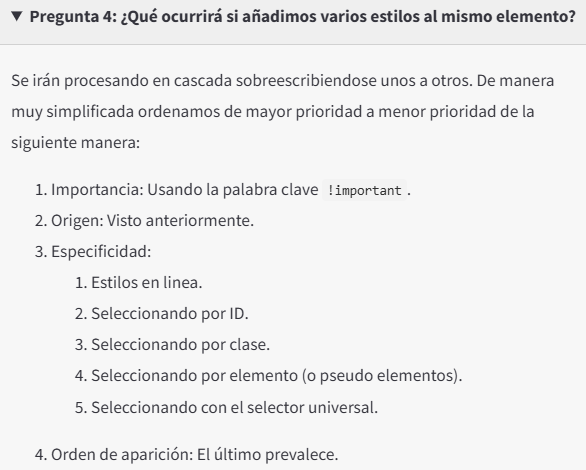 ▼ Pregunta 4: ¿Qué ocurrirá si añadimos varios estilos al mismo elemento?
Se irán procesando en cascada sobreescribiendose unos a otros. De manera
muy simplificada ordenamos de mayor prioridad a menor prioridad de la
siguiente manera:
1. Importancia: Usando la palabra clave !important.
2. Origen: Visto anteriormente.
3. Especificidad:
1. Estilos en linea.
2. Seleccionando por ID.
3. Seleccionando por clase.
4. Seleccionando por elemento (o pseudo elementos).
5. Seleccionando con el selector universal.
4. Orden de aparición: El último prevalece.